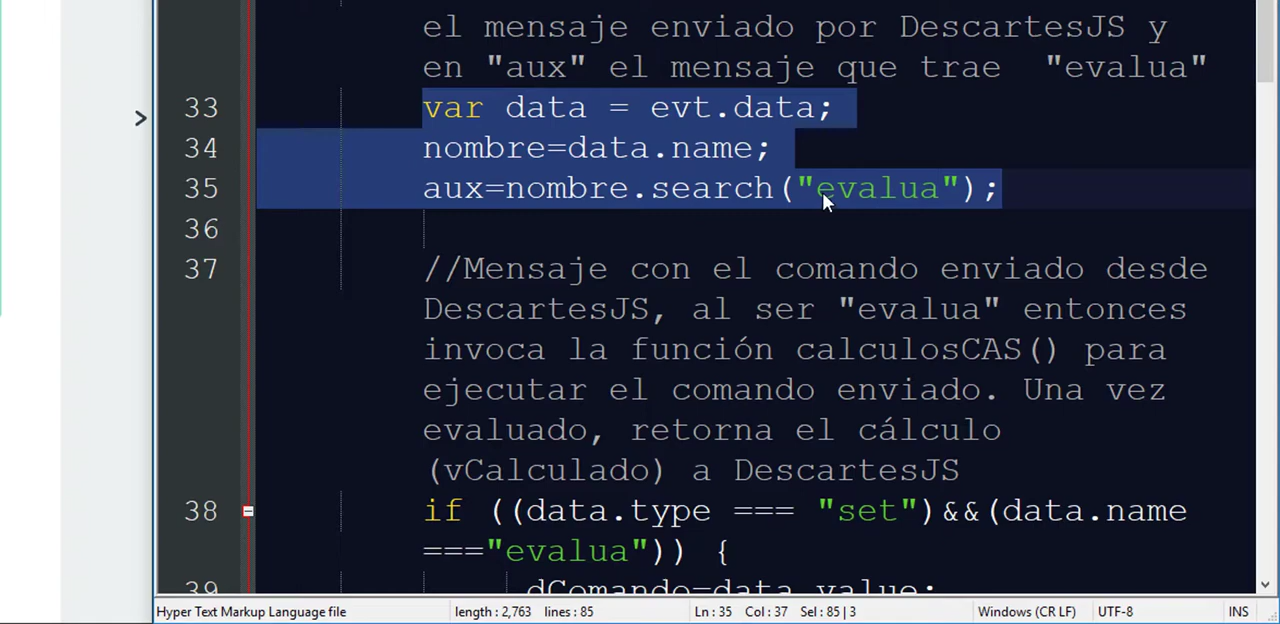 el mensaje enviado por DescartesJS y
en "aux" el mensaje que trae  "evalua"
33 var data = evt.data;
34 nombre=data.name;
35 aux=nombre.search("evalua");
36
37 //Mensaje con el comando enviado desde
DescartesJS, al ser "evalua" entonces
invoca la función calculosCAS() para
ejecutar el comando enviado. Una vez
evaluado, retorna el cálculo
(vCalculado) a DescartesJS
38 if ((data.type === "set")&&(data.name
==="evalua")) {
39 dComando=data.value;
Hyper Text Markup Language file length : 2,763 lines : 85 Ln : 35 Col : 37 Sel : 85 | 3 Windows (CR LF) UTF-8 INS